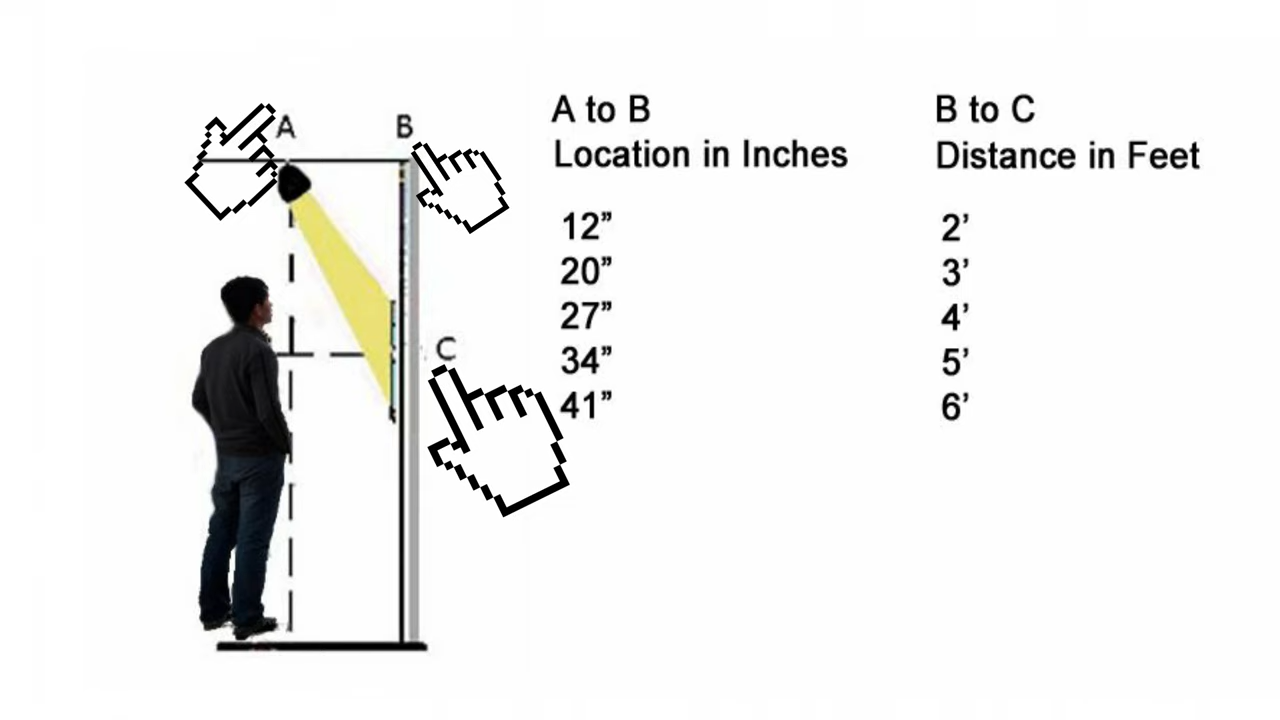 A
B
C
A to B
Location in Inches
12”
20”
27”
34”
41”
B to C
Distance in Feet
2’
3’
4’
5’
6’